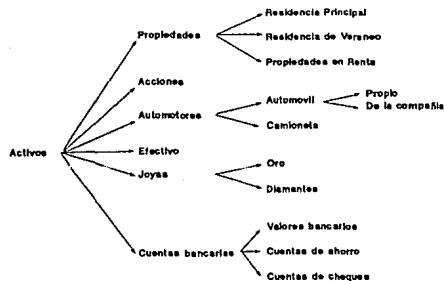 Residencia Principal
Propiedades
Residencia de Veraneo
Propiedades en Renta
Acciones
Automovil
Propio
De la compañía
Automotores
Camioneta
Activos
Efectivo
Oro
Joyas
Diamantes
Valores bancarios
Cuentas bancarias
Cuentas de ahorro
Cuentas de cheques